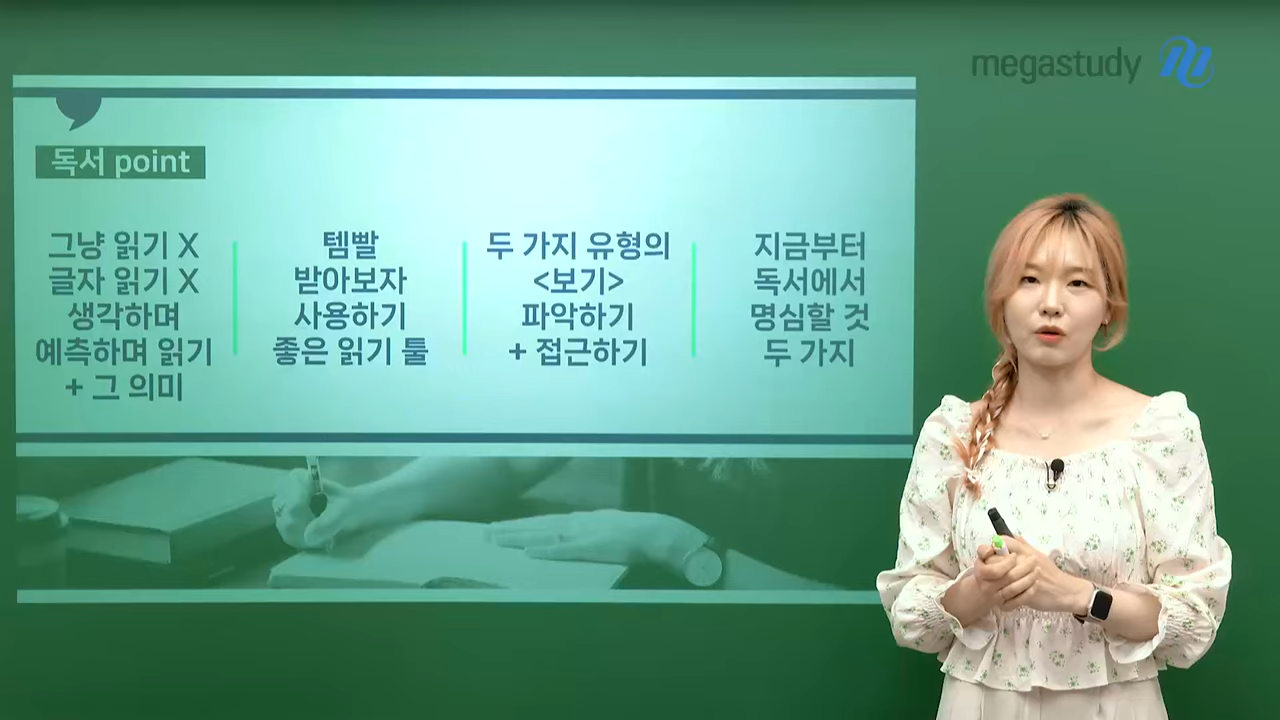 megastudy
독서 point
그냥 읽기 X
글자 읽기 X
생각하며
예측하며 읽기
+ 그 의미
템빨
받아보자
사용하기
좋은 읽기 툴
두 가지 유형의
<보기>
파악하기
+ 접근하기
지금부터
독서에서
명심할 것
두 가지